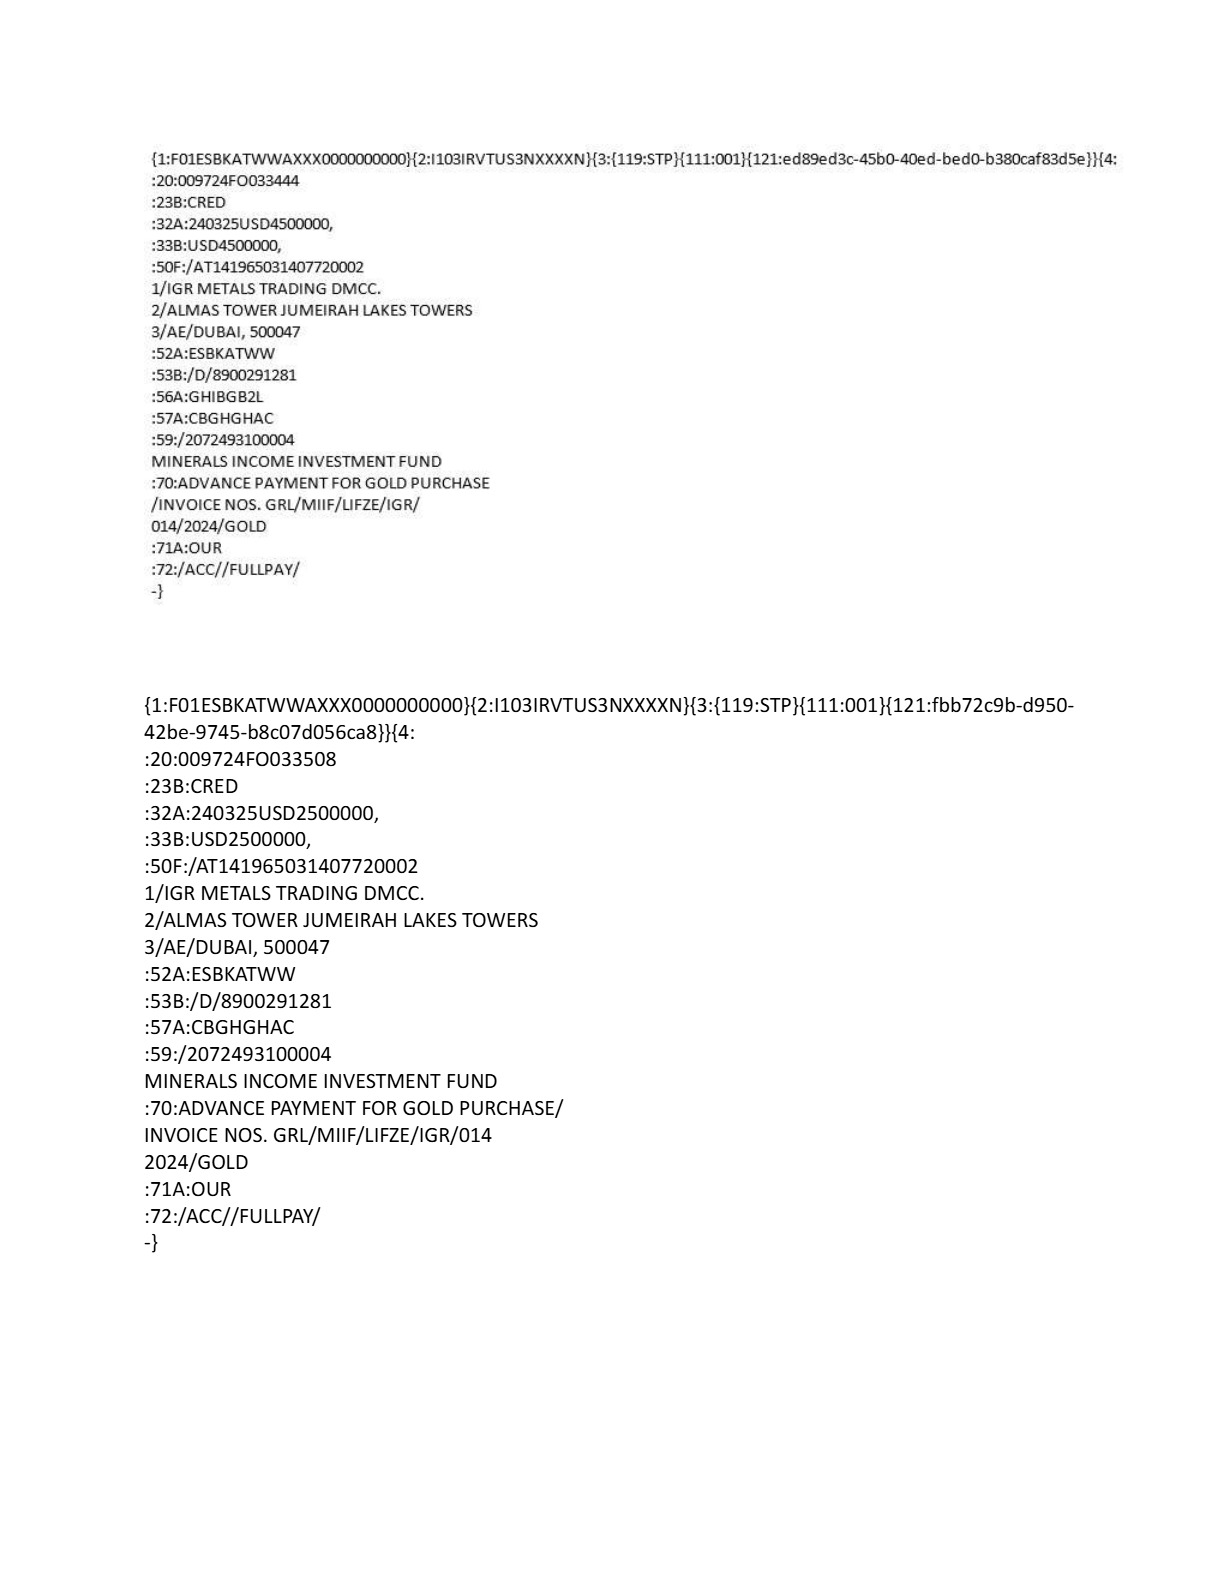 {1:F01ESBKATWWAXXX0000000000}{2:I103IRVTUS3NXXXXN}{3:{119:STP}{111:001}{121:ed89ed3c-45b0-40ed-bed0-b380caf83d5e}}{4:
:20:009724FO033444
:23B:CRED
:32A:240325USD4500000,
:33B:USD4500000,
:50F:/AT141965031407720002
1/IGR METALS TRADING DMCC.
2/ALMAS TOWER JUMEIRAH LAKES TOWERS
3/AE/DUBAI, 500047
:52A:ESBKATWW
:53B:/D/8900291281
:56A:GHIBGB2L
:57A:CBGHGHAC
:59:/2072493100004
MINERALS INCOME INVESTMENT FUND
:70:ADVANCE PAYMENT FOR GOLD PURCHASE
/INVOICE NOS. GRL/MIIF/LIFZE/IGR/
014/2024/GOLD
:71A:OUR
:72:/ACC//FULLPAY/
-}
{1:F01ESBKATWWAXXX0000000000}{2:I103IRVTUS3NXXXXN}{3:{119:STP}{111:001}{121:fbb72c9b-d950-
42be-9745-b8c07d056ca8}}{4:
:20:009724FO033508
:23B:CRED
:32A:240325USD2500000,
:33B:USD2500000,
:50F:/AT141965031407720002
1/IGR METALS TRADING DMCC.
2/ALMAS TOWER JUMEIRAH LAKES TOWERS
3/AE/DUBAI, 500047
:52A:ESBKATWW
:53B:/D/8900291281
:57A:CBGHGHAC
:59:/2072493100004
MINERALS INCOME INVESTMENT FUND
:70:ADVANCE PAYMENT FOR GOLD PURCHASE/
INVOICE NOS. GRL/MIIF/LIFZE/IGR/014
2024/GOLD
:71A:OUR
:72:/ACC//FULLPAY/
-}